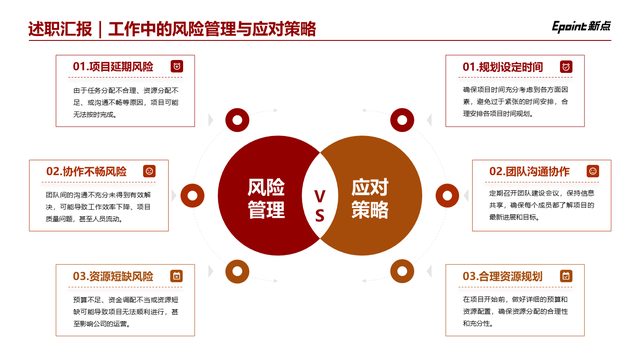 述职汇报｜工作中的风险管理与应对策略
Epoint新点
01.项目延期风险
由于任务分配不合理、资源分配不
足、或沟通不畅等原因，项目可能
无法按时完成。
02.协作不畅风险
团队间的沟通不充分未得到有效解
决，可能导致工作效率下降，项目
质量问题，甚至人员流动。
03.资源短缺风险
预算不足、资金调配不当或资源短
缺可能导致项目无法顺利进行，甚
至影响公司的运营。
风险
管理
VS
应对
策略
01.规划设定时间
确保项目时间充分考虑到各方面因
素，避免过于紧张的时间安排，合
理安排各项目时间规划。
02.团队沟通协作
定期召开团队建设会议，保持信息
共享，确保每个成员都了解项目的
最新进展和目标。
03.合理资源规划
在项目开始前，做好详细的预算和
资源配置，确保资源分配的合理性
和充分性。